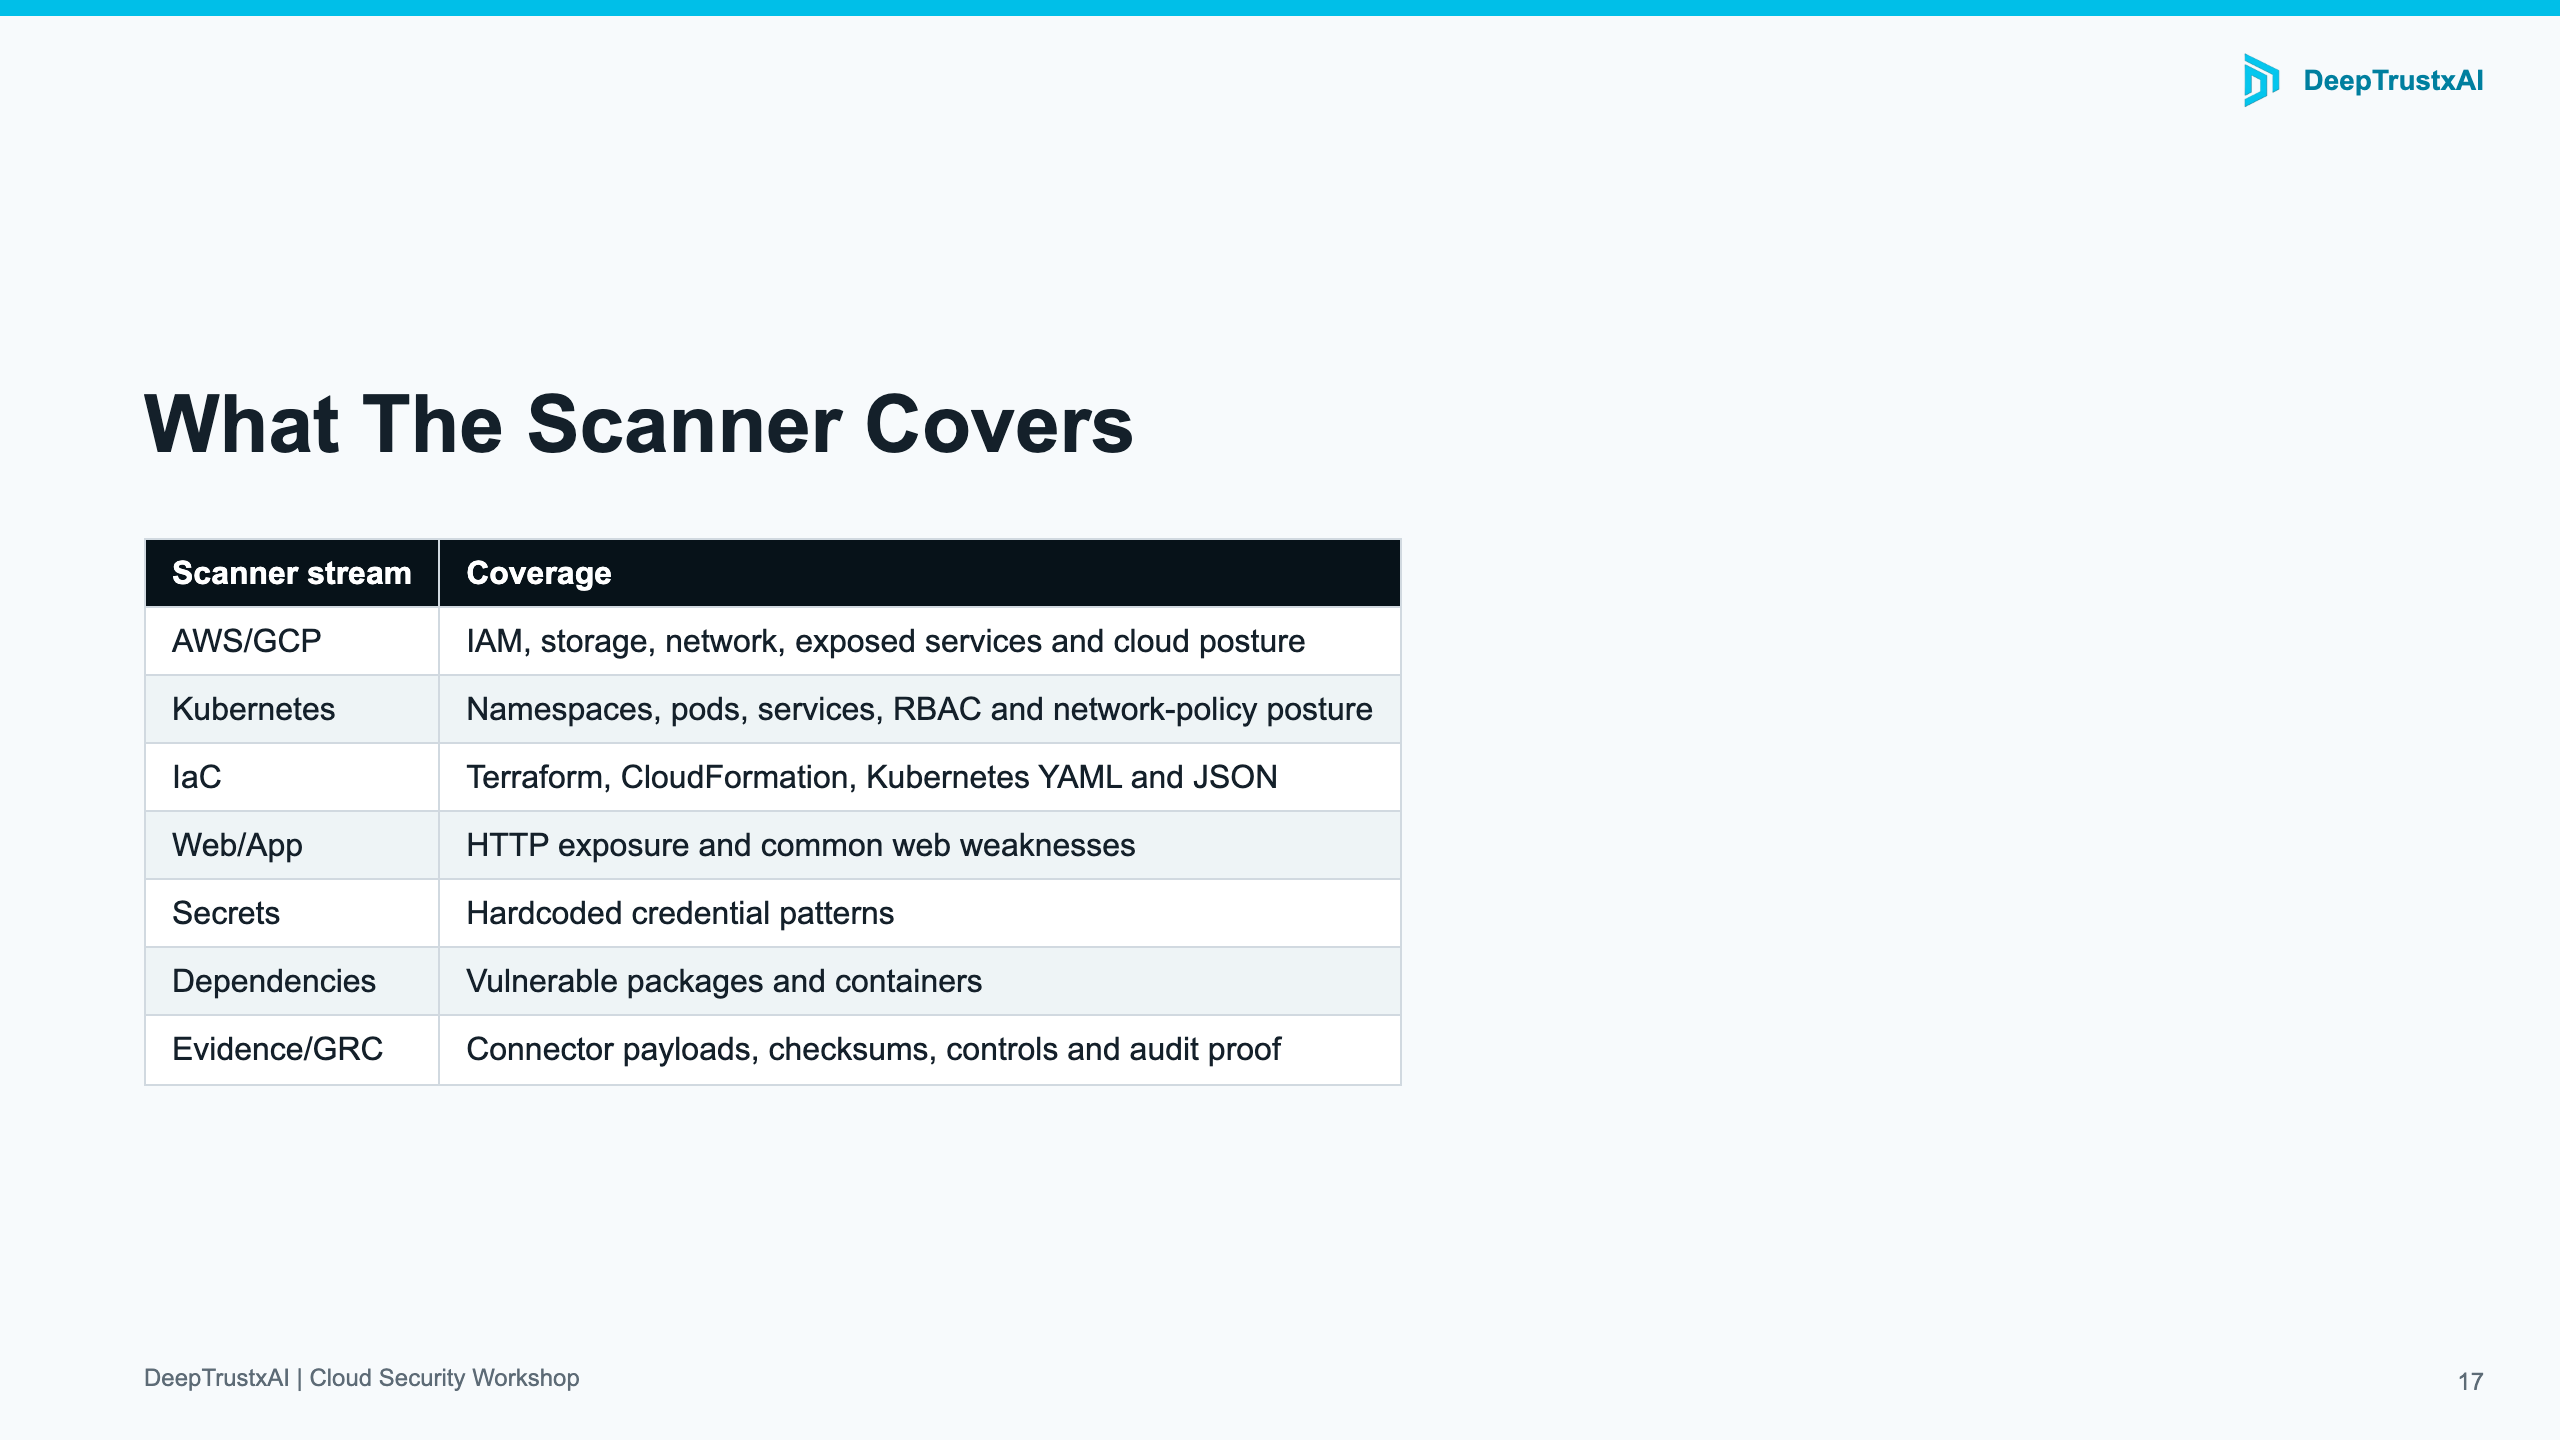 DeepTrustxAI
What The Scanner Covers
Scanner stream Coverage
AWS/GCP IAM, storage, network, exposed services and cloud posture
Kubernetes Namespaces, pods, services, RBAC and network-policy posture
IaC Terraform, CloudFormation, Kubernetes YAML and JSON
Web/App HTTP exposure and common web weaknesses
Secrets Hardcoded credential patterns
Dependencies Vulnerable packages and containers
Evidence/GRC Connector payloads, checksums, controls and audit proof
DeepTrustxAI | Cloud Security Workshop
17